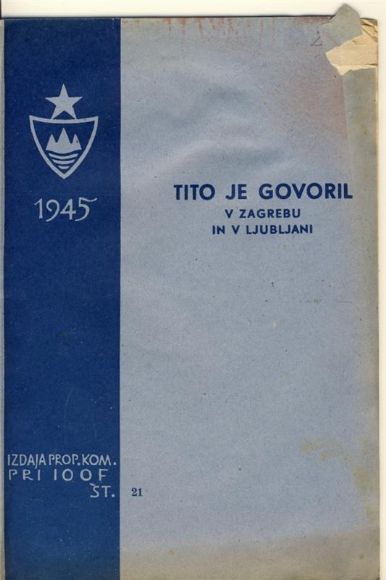 1945
TITO JE GOVORIL
V ZAGREBU
IN V LJUBLJANI
IZDAJA PROP. KOM.
PRI IOOF
ŠT. 21